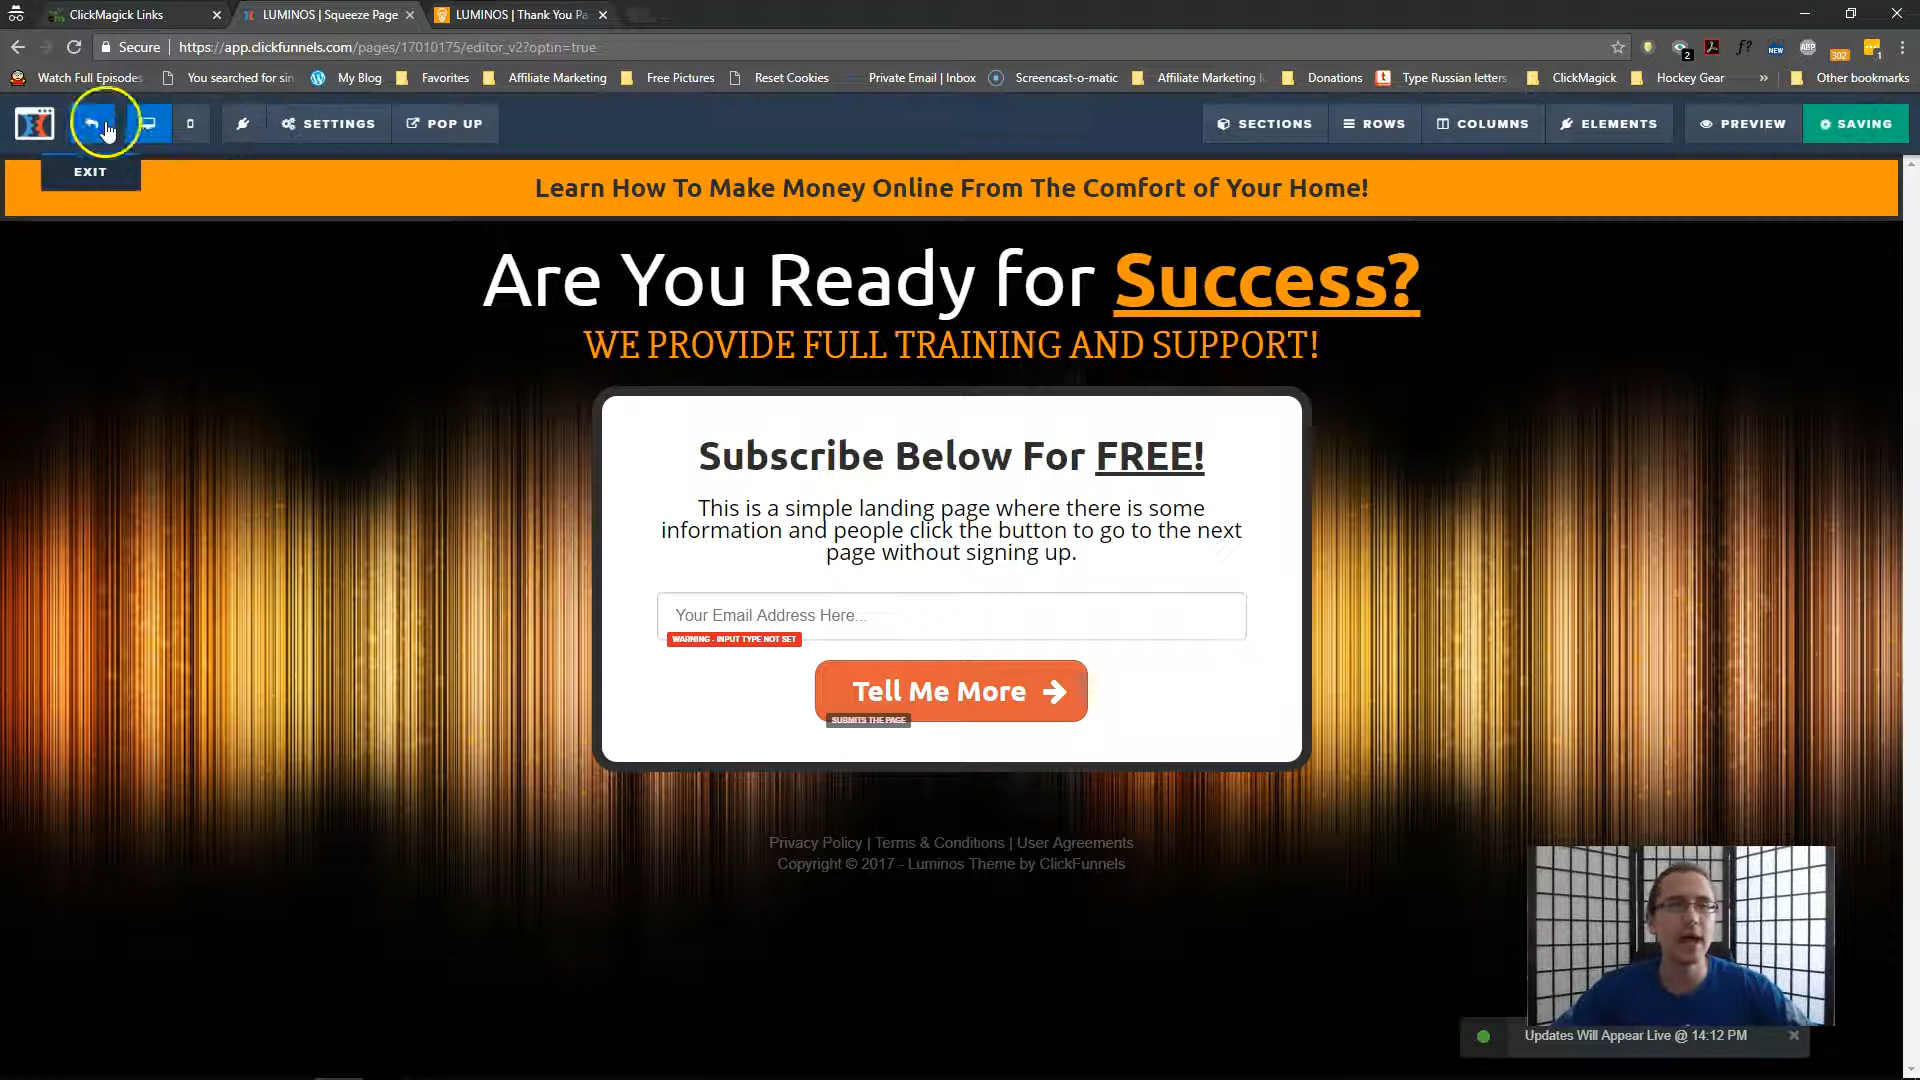 ClickMagick Links
LUMINOS | Squeeze Page
LUMINOS | Thank You Pa
Secure
https://app.clickfunnels.com/pages/17010175/editor_v2?optin=true
2
NEW
ABP
302
1
Watch Full Episodes
You searched for sin
My Blog
Favorites
Affiliate Marketing
Free Pictures
Reset Cookies
Private Email | Inbox
Screencast-o-matic
Affiliate Marketing
Donations
Type Russian letters
ClickMagick
Hockey Gear
»
Other bookmarks
SETTINGS
POP UP
SECTIONS
ROWS
COLUMNS
ELEMENTS
PREVIEW
SAVING
EXIT
Learn How To Make Money Online From The Comfort of Your Home!
Are You Ready for Success?
WE PROVIDE FULL TRAINING AND SUPPORT!
Subscribe Below For FREE!
This is a simple landing page where there is some
information and people click the button to go to the next
page without signing up.
Your Email Address Here...
WARNING - INPUT TYPE NOT SET
Tell Me More
SUBMITS THE PAGE
Privacy Policy | Terms & Conditions | User Agreements
Copyright © 2017 - Luminos Theme by ClickFunnels
Updates Will Appear Live @ 14:12 PM